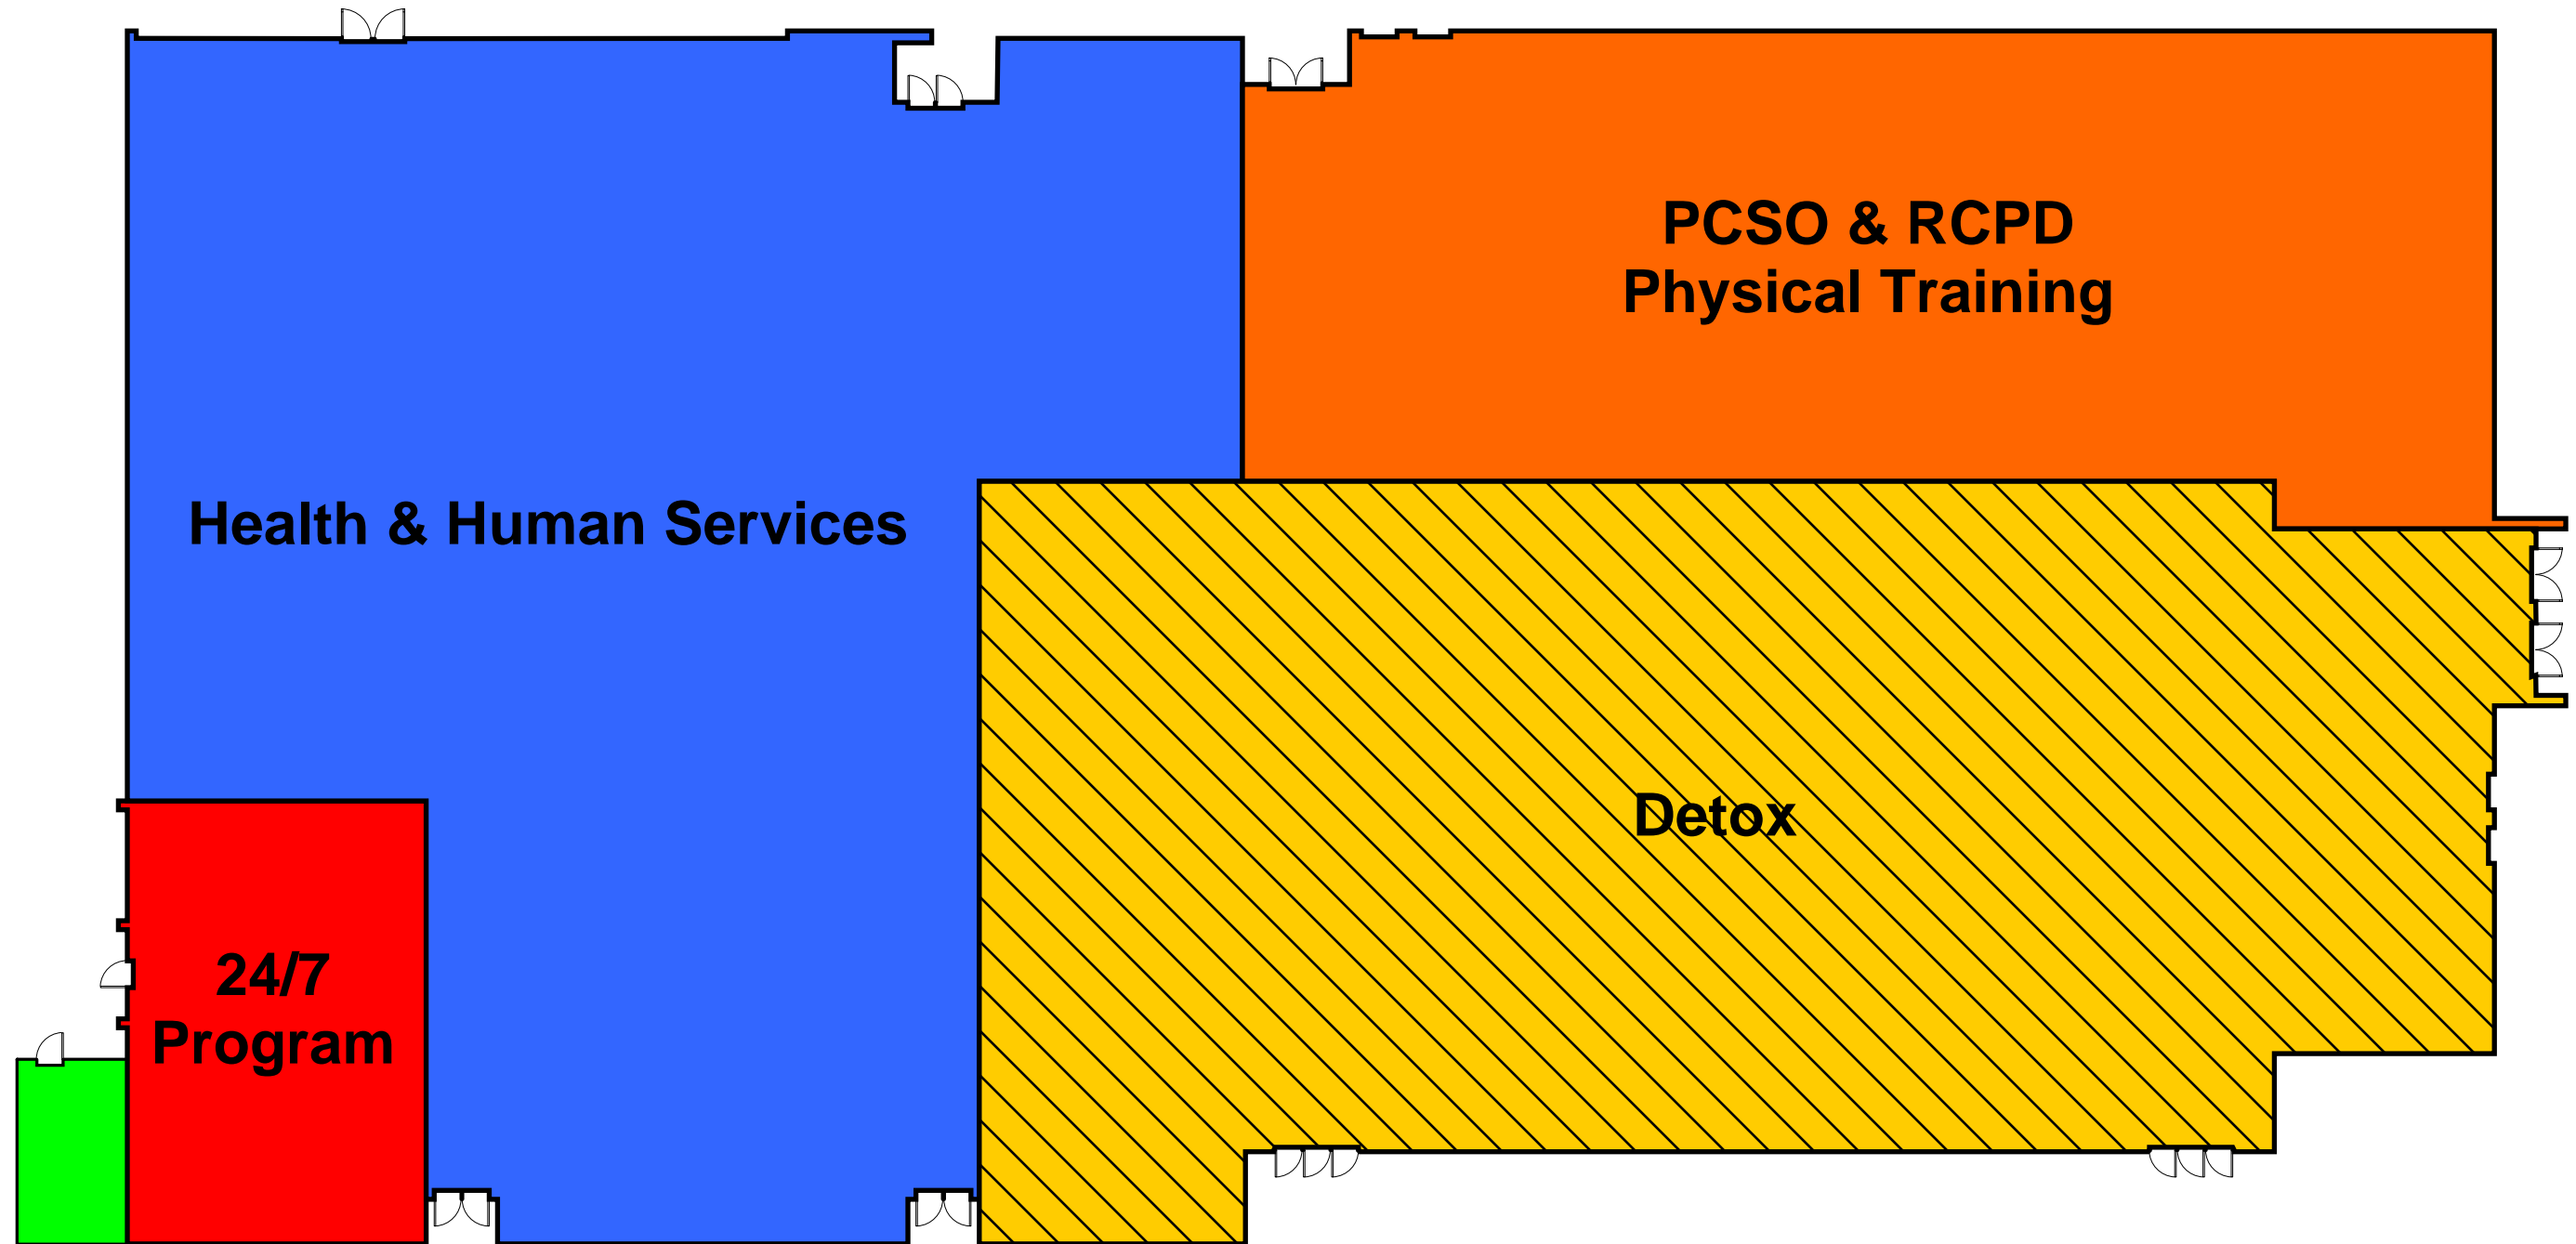 PCSO & RCPD
Physical Training
Health & Human Services
Detox
24/7
Program